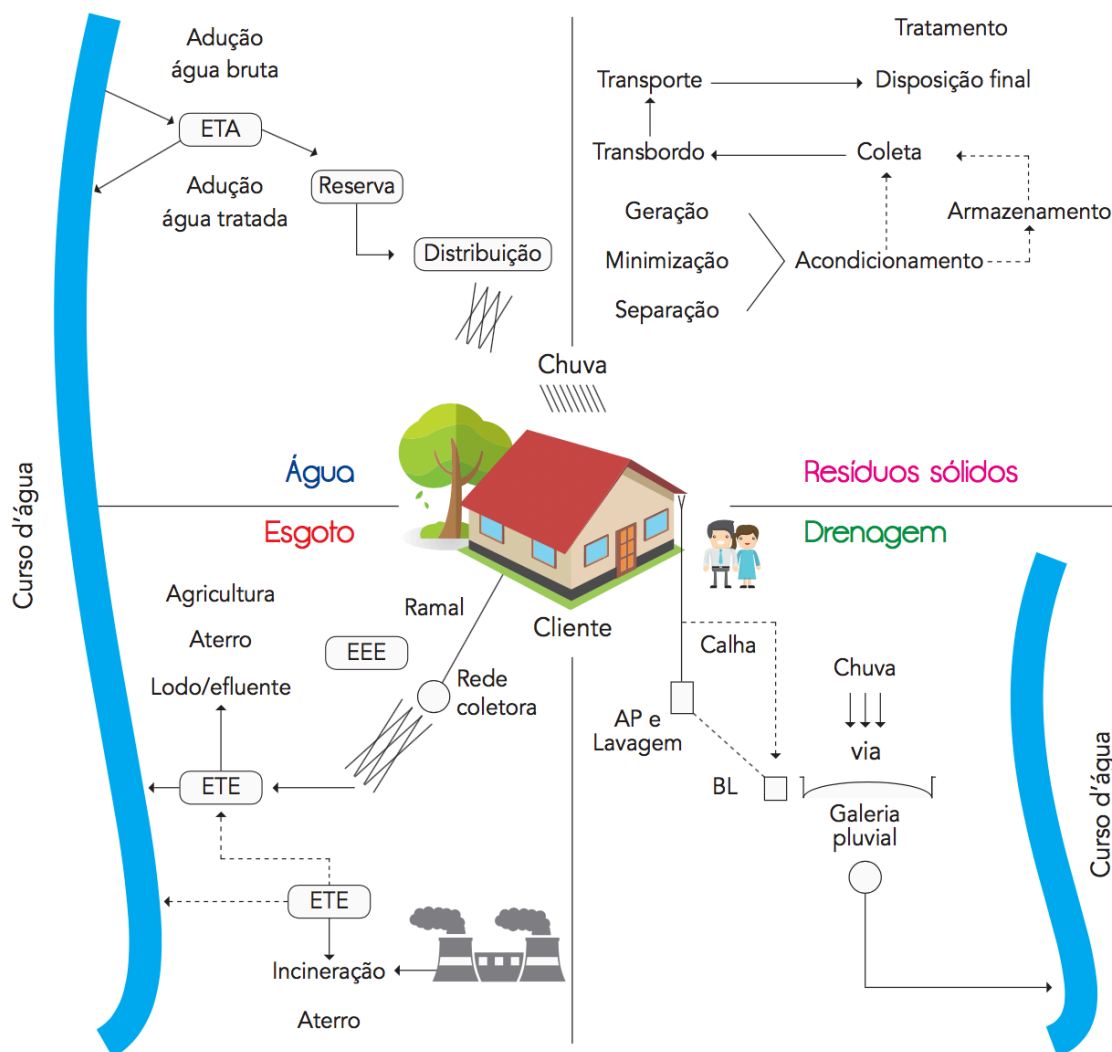 Curso d'água
Adução
água bruta
ETA
Adução
água tratada
Reserva
Distribuição
Água
Tratamento
Transporte
Disposição final
Transbordo
Coleta
Geração
Armazenamento
Minimização
Acondicionamento
Separação
Resíduos sólidos
Chuva
Cliente
Esgoto
Ramal
Agricultura
Aterro
EEE
Lodo/efluente
Rede
coletora
ETE
ETE
Incineração
Aterro
Drenagem
Calha
Chuva
AP e
Lavagem
via
BL
Galeria
pluvial
Curso d'água